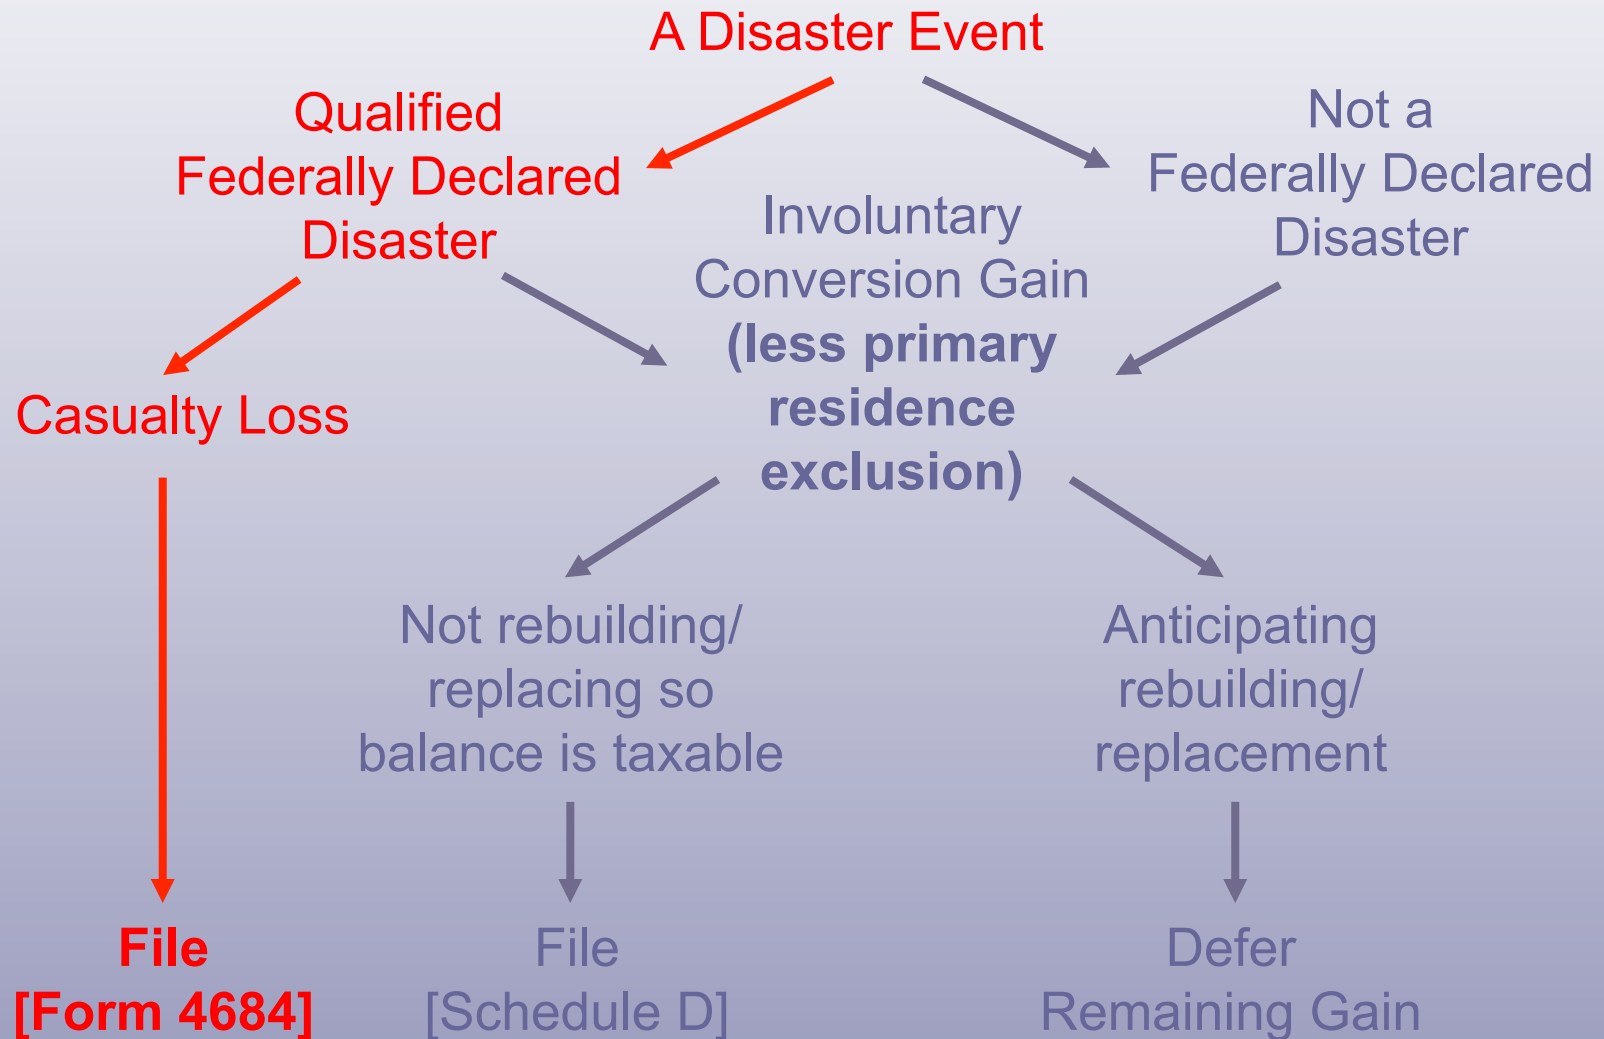 A Disaster Event
Qualified
Federally Declared
Disaster
Not a
Federally Declared
Disaster
Involuntary
Conversion Gain
(less primary
residence
exclusion)
Casualty Loss
Not rebuilding/
replacing so
balance is taxable
Anticipating
rebuilding/
replacement
File
[Form 4684]
File
[Schedule D]
Defer
Remaining Gain